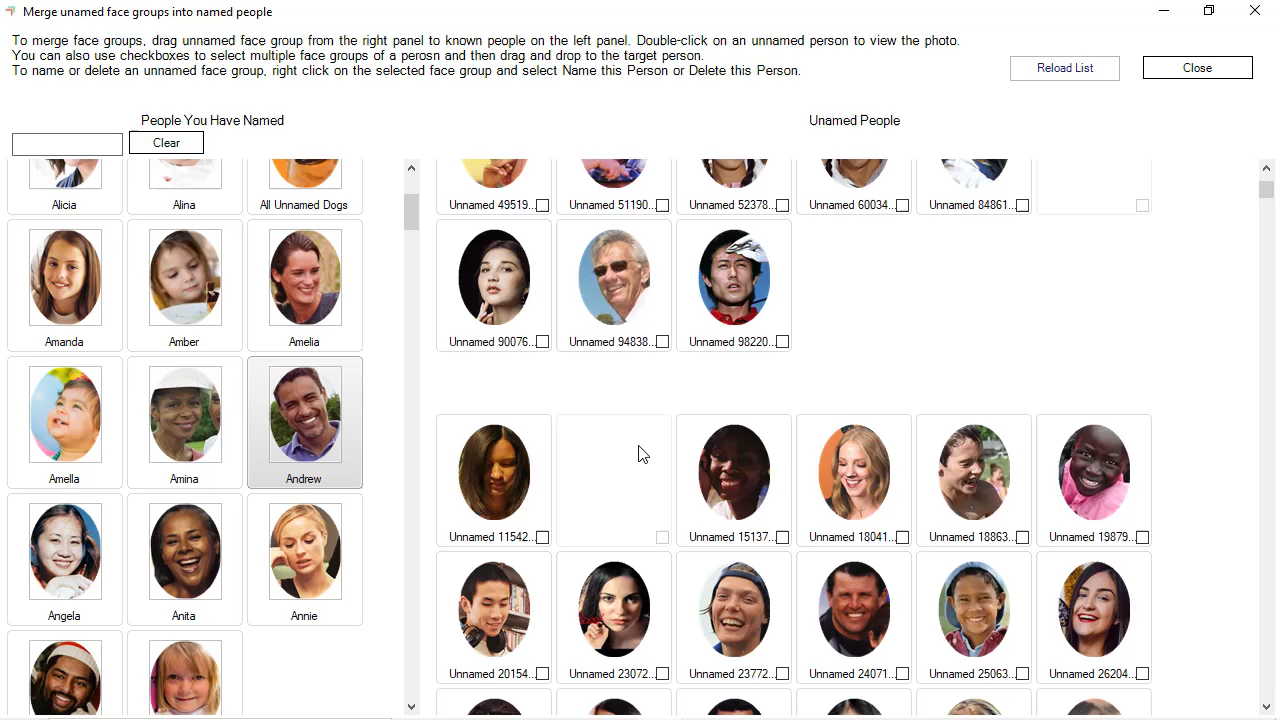 Merge unamed face groups into named people
To merge face groups, drag unnamed face group from the right panel to known people on the left panel. Double-click on an unnamed person to view the photo.
You can also use checkboxes to select multiple face groups of a perosn and then drag and drop to the target person.
To name or delete an unnamed face group, right click on the selected face group and select Name this Person or Delete this Person.
Reload List
Close
People You Have Named
Unamed People
Clear
Alicia
Alina
All Unnamed Dogs
Unnamed 49519...
Unnamed 51190...
Unnamed 52378...
Unnamed 60034...
Unnamed 84861...
Amanda
Amber
Amelia
Unnamed 90076...
Unnamed 94838...
Unnamed 98220...
Amella
Amina
Andrew
Unnamed 11542...
Unnamed 15137...
Unnamed 18041...
Unnamed 18863...
Unnamed 19879...
Angela
Anita
Annie
Unnamed 20154...
Unnamed 23072...
Unnamed 23772...
Unnamed 24071...
Unnamed 25063...
Unnamed 26204...